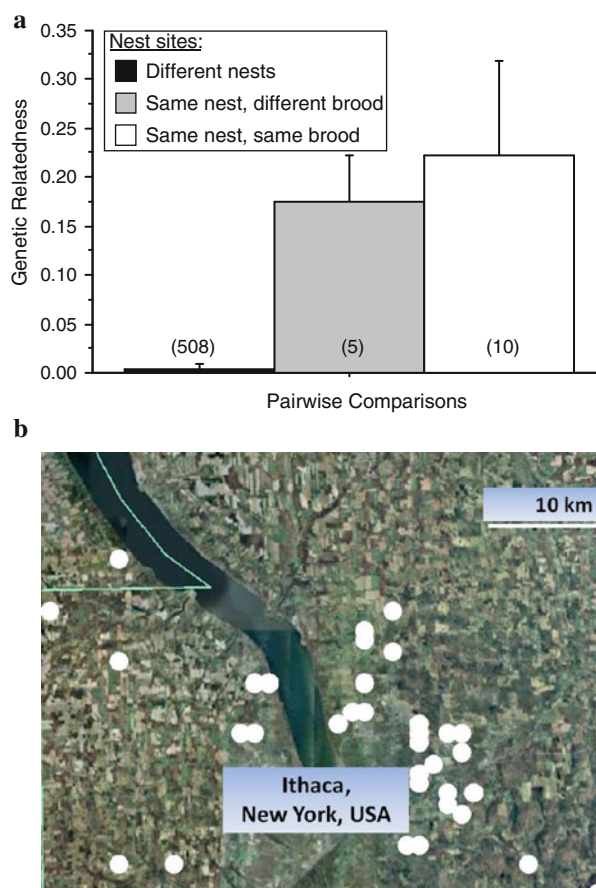 a
0.35
0.30
0.25
0.20
0.15
0.10
0.05
0.00
Genetic Relatedness
Nest sites:
Different nests
Same nest, different brood
Same nest, same brood
(508)
(5)
(10)
Pairwise Comparisons
b
10 km
Ithaca,
New York, USA